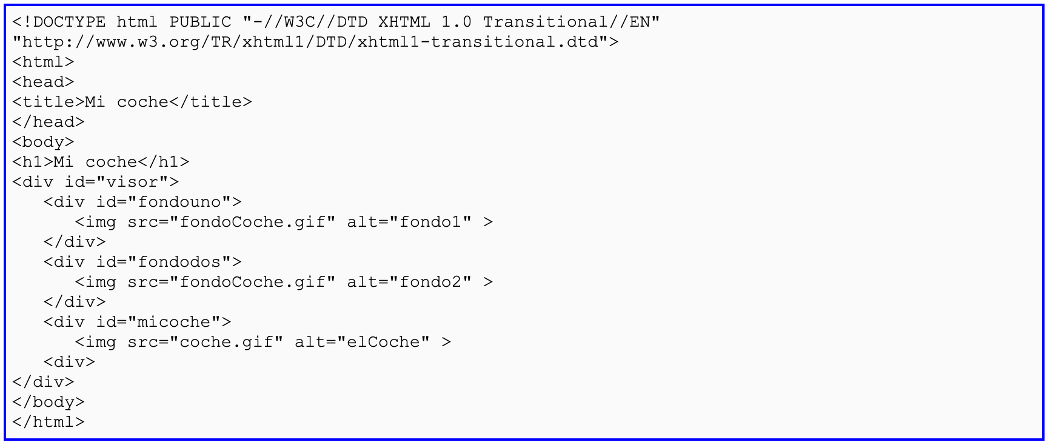 <!DOCTYPE html PUBLIC "-//W3C//DTD XHTML 1.0 Transitional//EN"
"http://www.w3.org/TR/xhtml1/DTD/xhtml1-transitional.dtd">
<html>
<head>
<title>Mi coche</title>
</head>
<body>
<h1>Mi coche</h1>
<div id="visor">
   <div id="fondouno">
      <img src="fondoCoche.gif" alt="fondo1" >
   </div>
   <div id="fondodos">
      <img src="fondoCoche.gif" alt="fondo2" >
   </div>
   <div id="micoche">
      <img src="coche.gif" alt="elCoche" >
   <div>
</div>
</body>
</html>